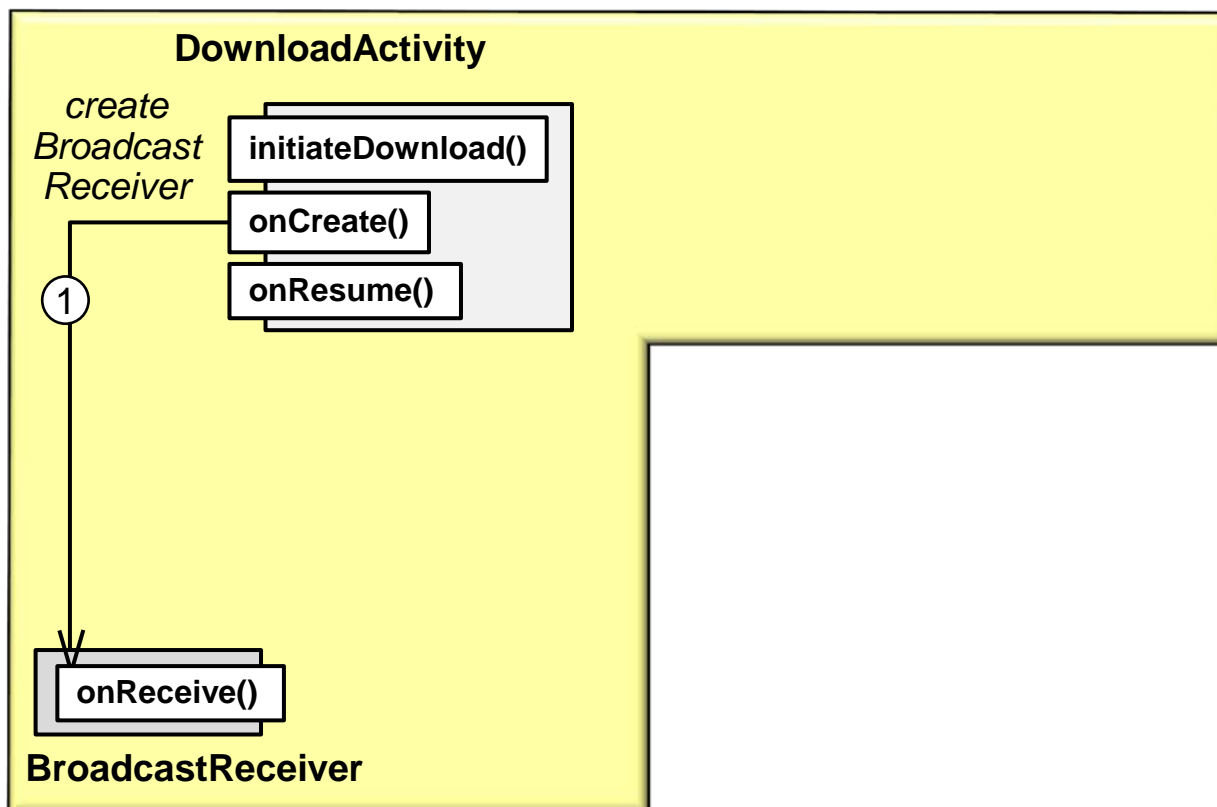 DownloadActivity
create
Broadcast
Receiver
initiateDownload()
onCreate()
onResume()
1
onReceive()
BroadcastReceiver